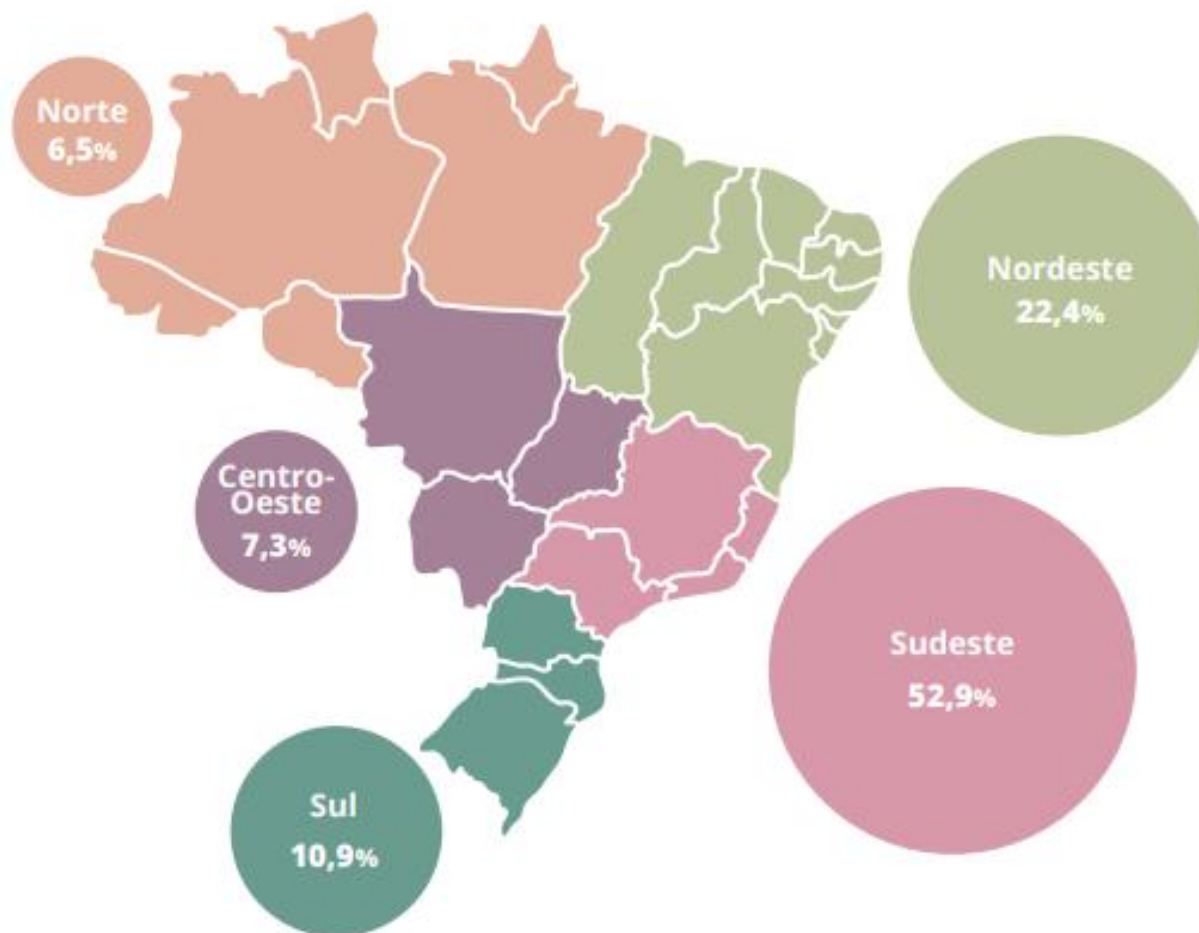 Norte
6,5%
Nordeste
22,4%
Centro-
Oeste
7,3%
Sudeste
52,9%
Sul
10,9%